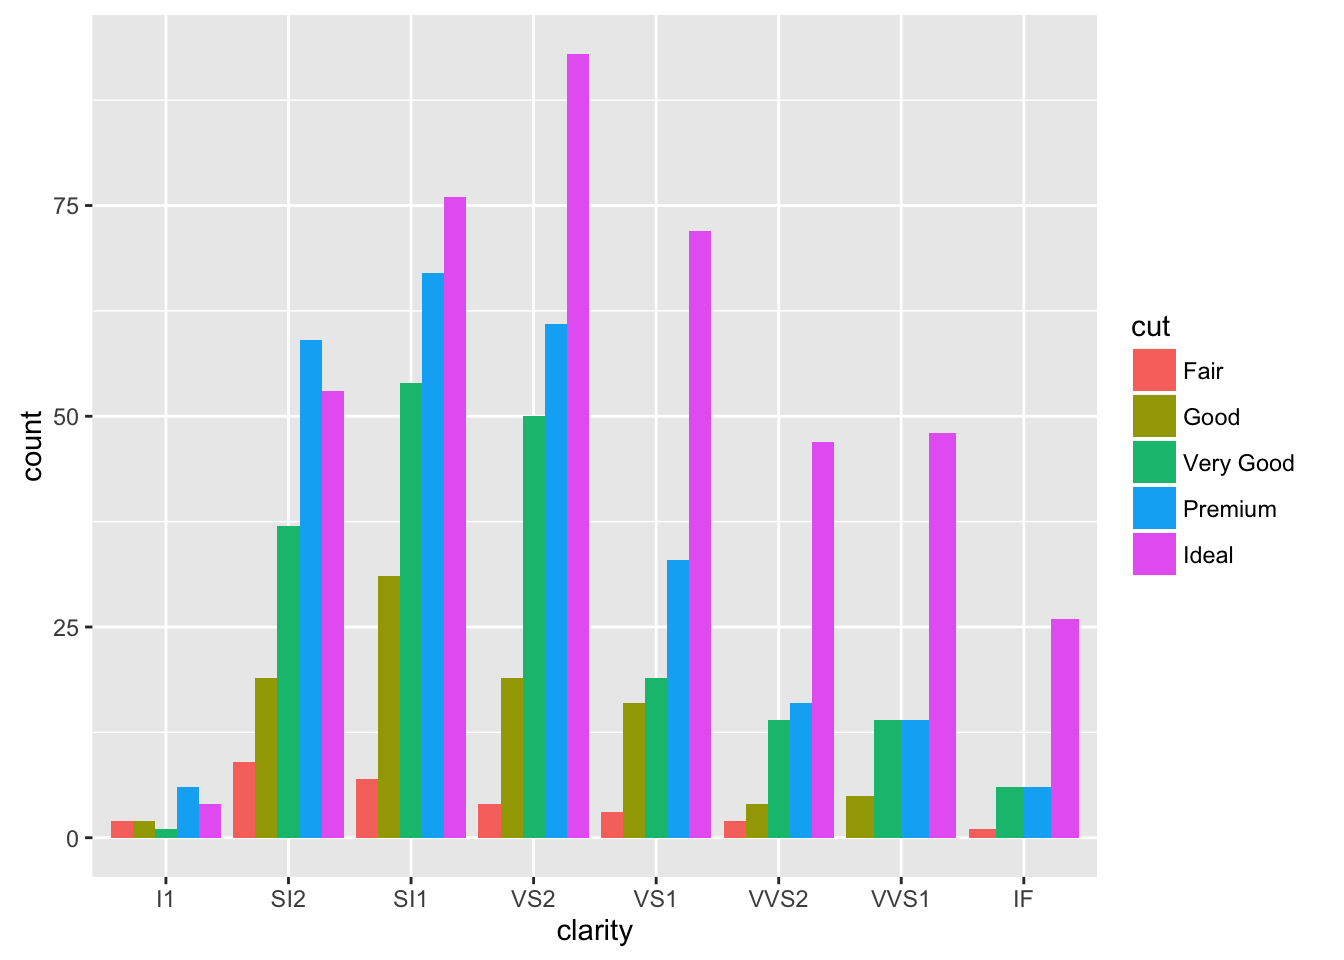 count
75
50
25
0
I1 SI2 SI1 VS2 VS1 VVS2 VVS1 IF
clarity
cut
Fair
Good
Very Good
Premium
Ideal